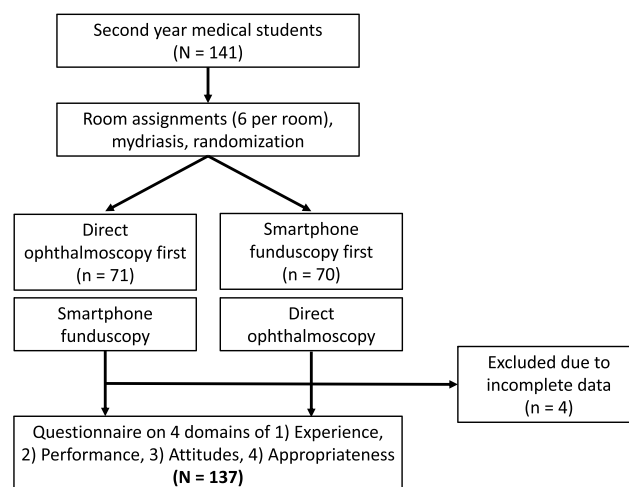 Second year medical students
(N = 141)
Room assignments (6 per room),
mydriasis, randomization
Direct
ophthalmoscopy first
(n = 71)
Smartphone
funduscopy first
(n = 70)
Smartphone
funduscopy
Direct
ophthalmoscopy
Excluded due to
incomplete data
(n = 4)
Questionnaire on 4 domains of 1) Experience,
2) Performance, 3) Attitudes, 4) Appropriateness
(N = 137)